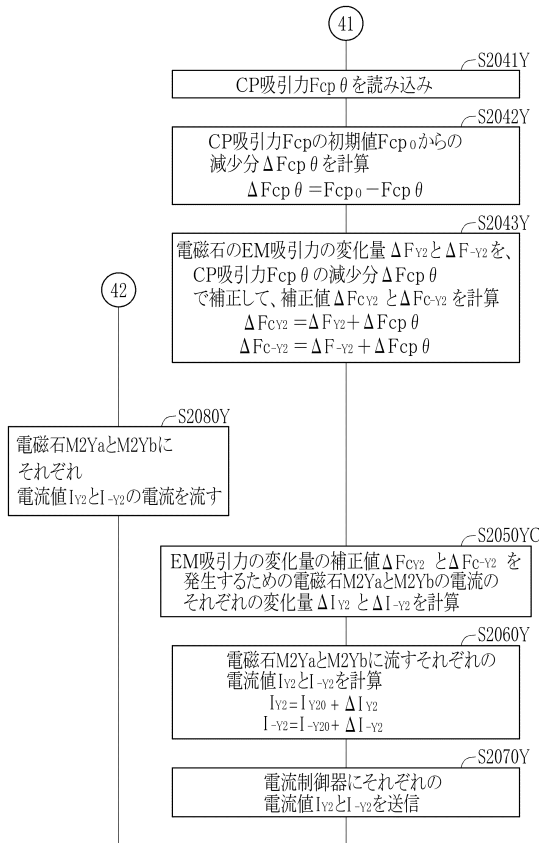 41
S2041Y
CP吸引力Fcpθを読み込み
S2042Y
CP吸引力Fcpの初期値Fcp0からの
減少分ΔFcpθを計算
ΔFcpθ=Fcp0−Fcpθ
S2043Y
電磁石のEM吸引力の変化量ΔFY2とΔF-Y2を、
CP吸引力Fcpθの減少分ΔFcpθ
で補正して、補正値ΔFcY2とΔFc-Y2を計算
ΔFcY2=ΔFY2+ΔFcpθ
ΔFc-Y2=ΔF-Y2+ΔFcpθ
42
S2080Y
電磁石M2YaとM2Ybに
それぞれ
電流値IY2とI-Y2の電流を流す
S2050YC
EM吸引力の変化量の補正値ΔFcY2とΔFc-Y2を
発生するための電磁石M2YaとM2Ybの電流の
それぞれの変化量ΔIY2とΔI-Y2を計算
S2060Y
電磁石M2YaとM2Ybに流すそれぞれの
電流値IY2とI-Y2を計算
IY2=IY20+ΔIY2
I-Y2=I-Y20+ΔI-Y2
S2070Y
電流制御器にそれぞれの
電流値IY2とI-Y2を送信